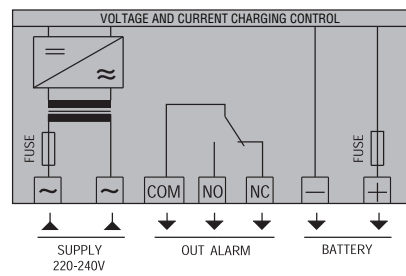 VOLTAGE AND CURRENT CHARGING CONTROL
FUSE
FUSE
~ ~ COM NO NC — +
SUPPLY
220-240V
OUT ALARM
BATTERY